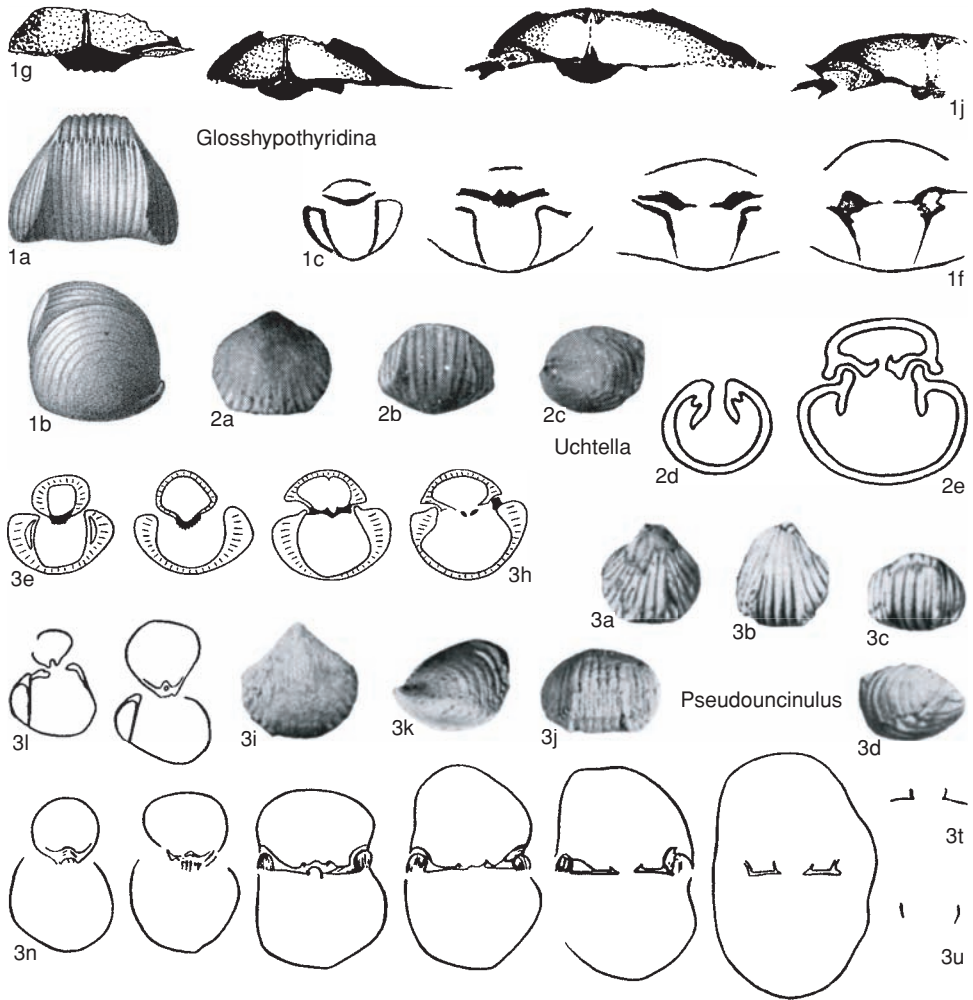 1g
1j
Glosshypothyridina
1a
1c
1f
1b
2a
2b
2c
Uchtella
2d
2e
3e
3h
3a
3b
3c
3l
3i
3k
3j
Pseudouncinulus
3d
3t
3n
3u